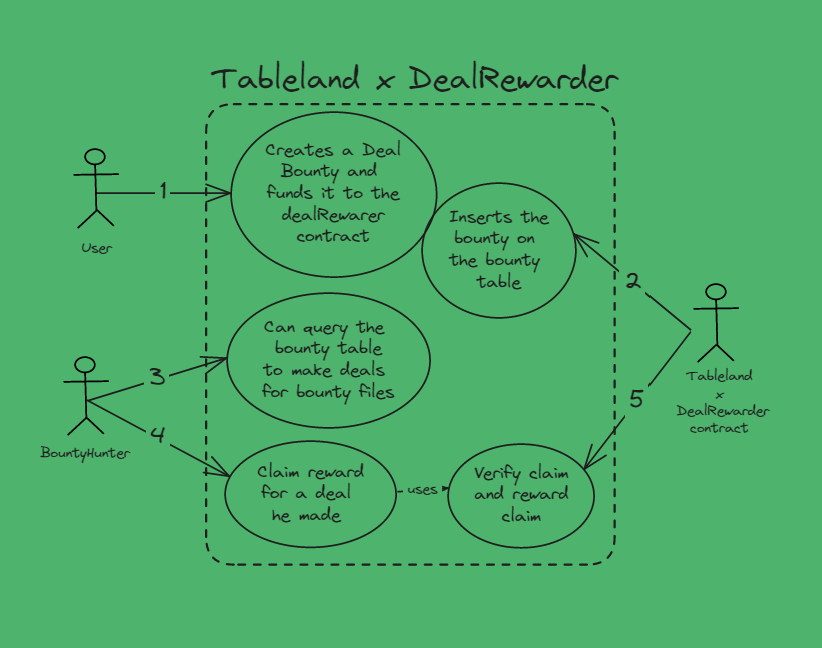 Tableland x DealRewarder
1
User
Creates a Deal
Bounty and
funds it to the
dealRewarer
contract
Inserts the
bounty on
the bounty
table
2
Tableland
x
DealRewarder
contract
3
BountyHunter
Can query the
bounty table
to make deals
for bounty files
4
Claim reward
for a deal
he made
uses
Verify claim
and reward
claim
5